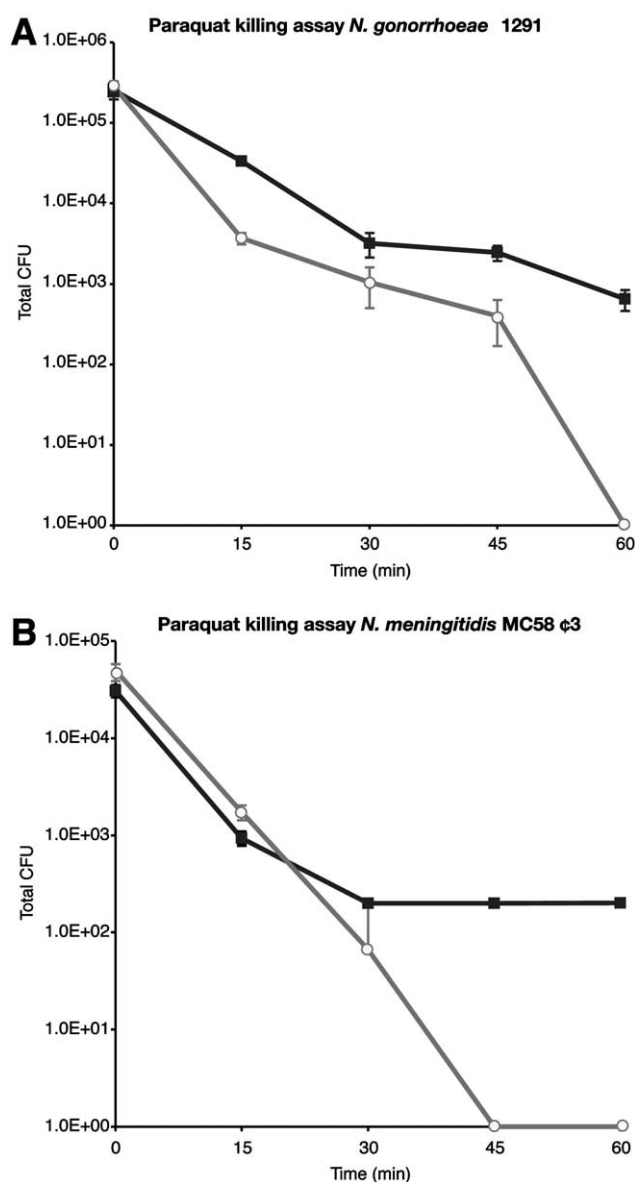 A
Paraquat killing assay N. gonorrhoeae 1291
1.0E+06
1.0E+05
1.0E+04
1.0E+03
1.0E+02
1.0E+01
1.0E+00
Total CFU
0 15 30 45 60
Time (min)
B
Paraquat killing assay N. meningitidis MC58 ¢3
1.0E+05
1.0E+04
1.0E+03
1.0E+02
1.0E+01
1.0E+00
Total CFU
0 15 30 45 60
Time (min)